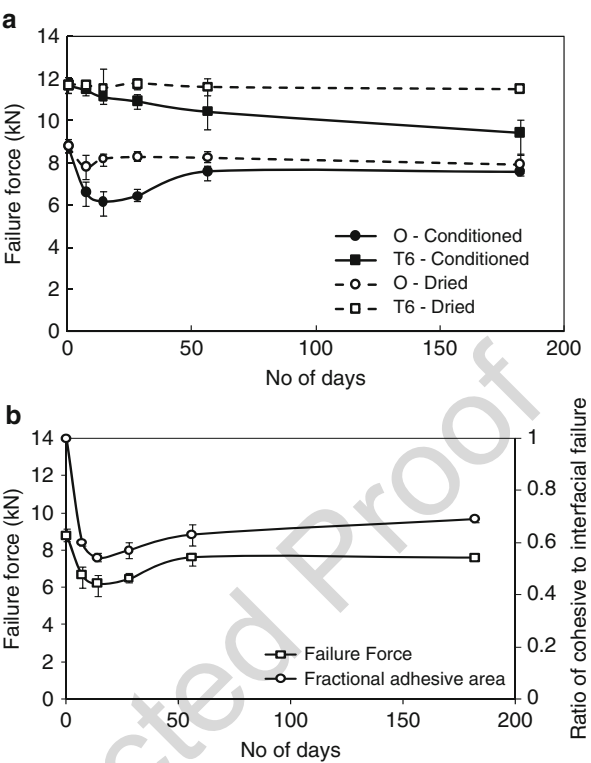 a
Failure force (kN)
14
12
10
8
6
4
2
0
0 50 100 150 200
No of days
O - Conditioned
T6 - Conditioned
O - Dried
T6 - Dried
b
Failure force (kN)
14
12
10
8
6
4
2
0
0 50 100 150 200
No of days
1
0.8
0.6
0.4
0.2
0
Ratio of cohesive to interfacial failure
Failure Force
Fractional adhesive area
cted Proof